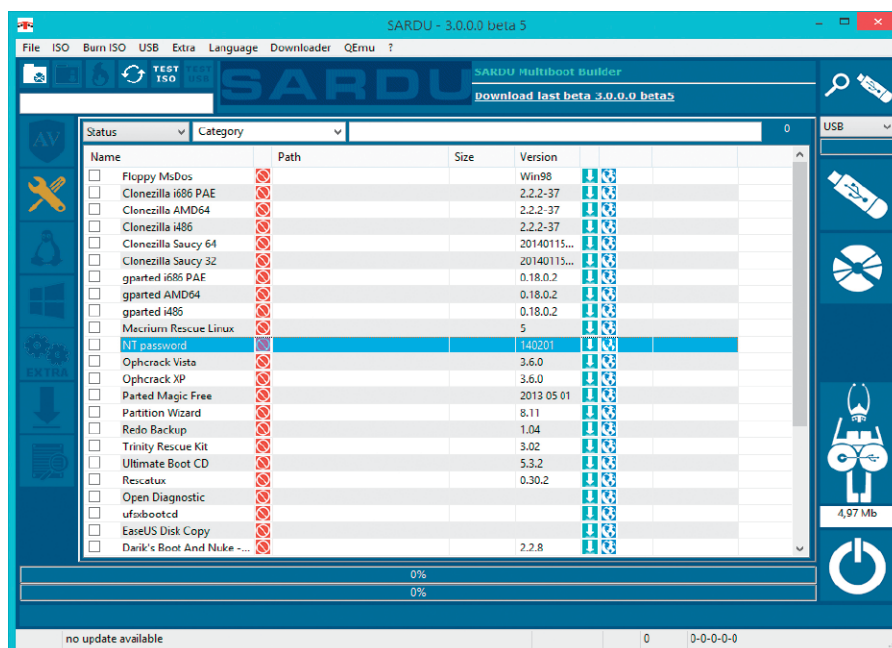 SARDU - 3.0.0.0 beta 5
File ISO Burn ISO USB Extra Language Downloader QEmu ?
TEST ISO
TEST USB
SARDU
SARDU Multiboot Builder
Download last beta 3.0.0.0 beta5
AV
Status Category 0
USB
Name Path Size Version
Floppy MsDos Win98
Clonezilla i686 PAE 2.2.2-37
Clonezilla AMD64 2.2.2-37
Clonezilla i486 2.2.2-37
Clonezilla Saucy 64 20140115...
Clonezilla Saucy 32 20140115...
gparted i686 PAE 0.18.0.2
gparted AMD64 0.18.0.2
gparted i486 0.18.0.2
Macrium Rescue Linux 5
NT password 140201
Ophcrack Vista 3.6.0
Ophcrack XP 3.6.0
Parted Magic Free 2013 05 01
Partition Wizard 8.11
Redo Backup 1.04
Trinity Rescue Kit 3.02
Ultimate Boot CD 5.3.2
Rescatux 0.30.2
Open Diagnostic
ufsxbootcd
EaseUS Disk Copy
Darik's Boot And Nuke -... 2.2.8
EXTRA
4,97 Mb
0%
0%
no update available 0 0-0-0-0-0